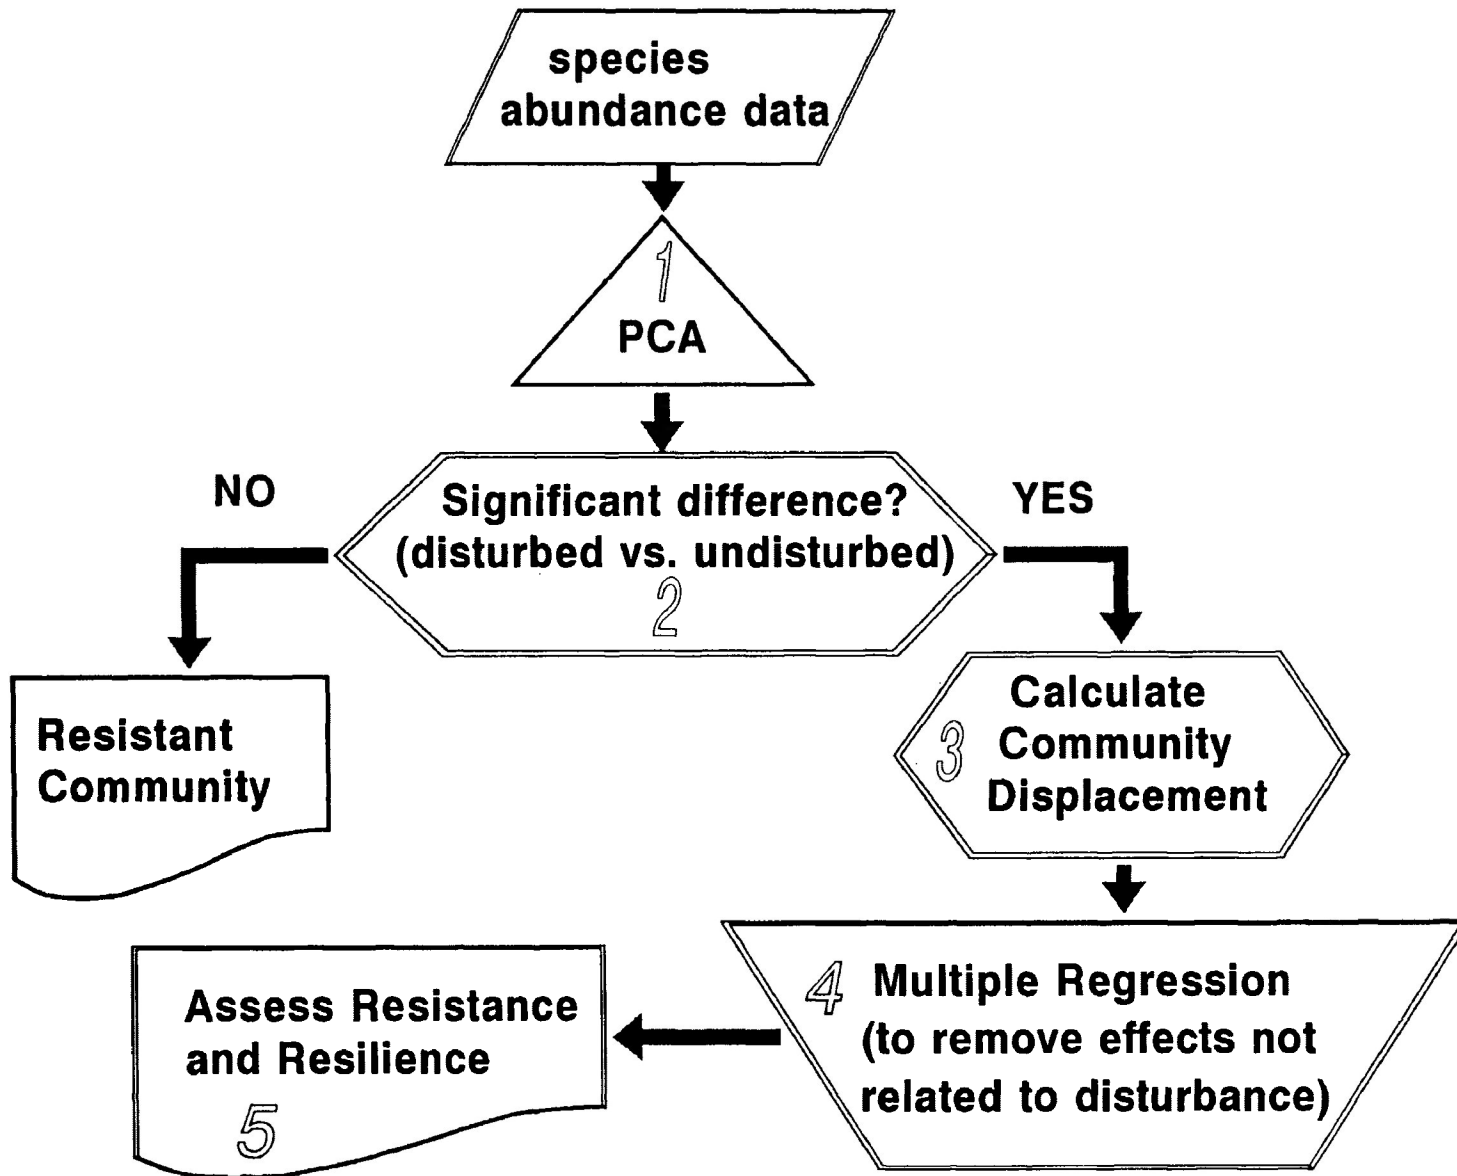 species
abundance data
1
PCA
NO
YES
Significant difference?
(disturbed vs. undisturbed)
2
Resistant
Community
Calculate
3 Community
Displacement
4 Multiple Regression
(to remove effects not
related to disturbance)
Assess Resistance
and Resilience
5